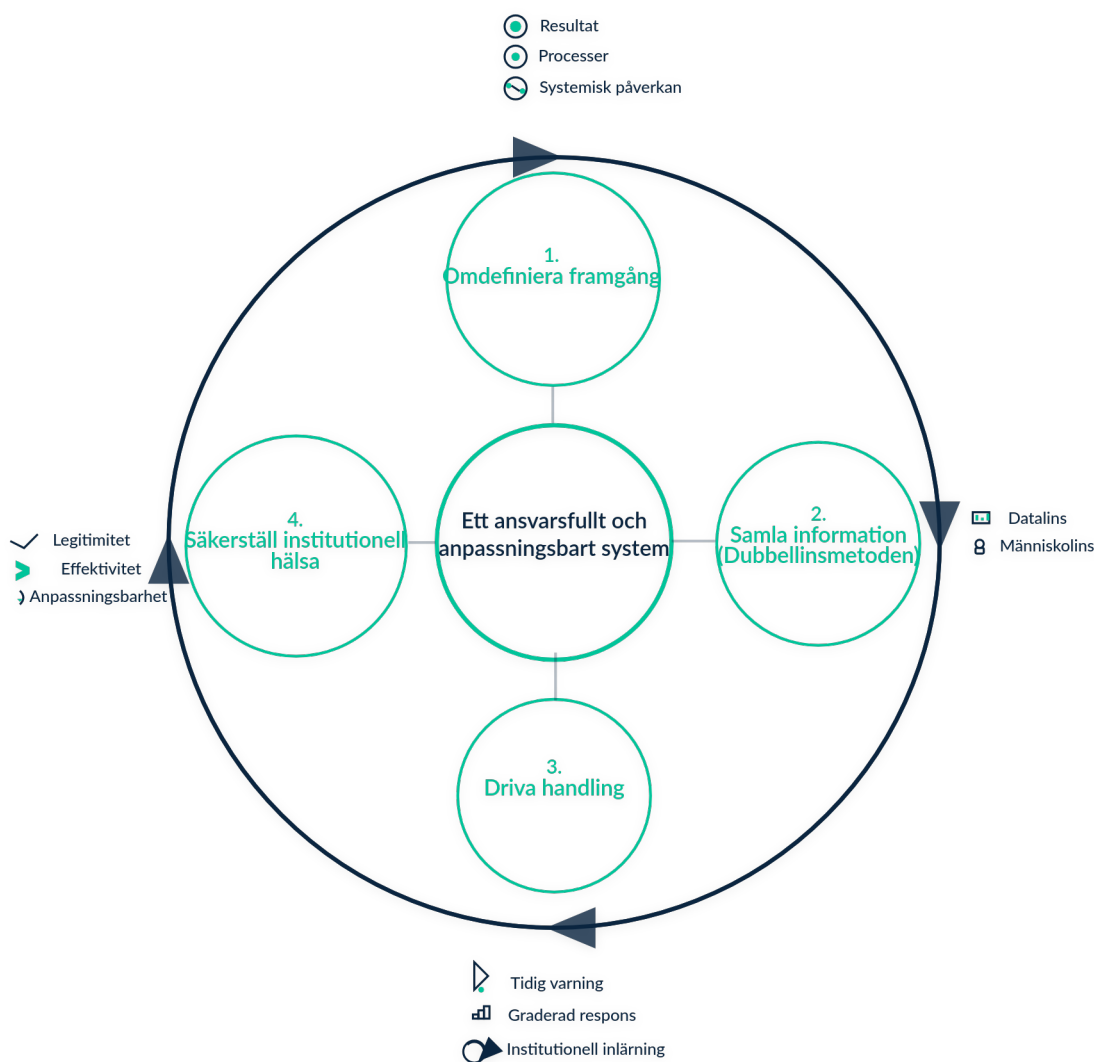 Resultat
Processer
Systemisk påverkan
1.
Omdefiniera framgång
4.
Säkerställ institutionell
hälsa
Ett ansvarsfullt och
anpassningsbart system
2.
Samla information
(Dubbellinsmetoden)
Legitimitet
Effektivitet
Anpassningsbarhet
Datalins
Människolins
3.
Driva handling
Tidig varning
Graderad respons
Institutionell inlärning